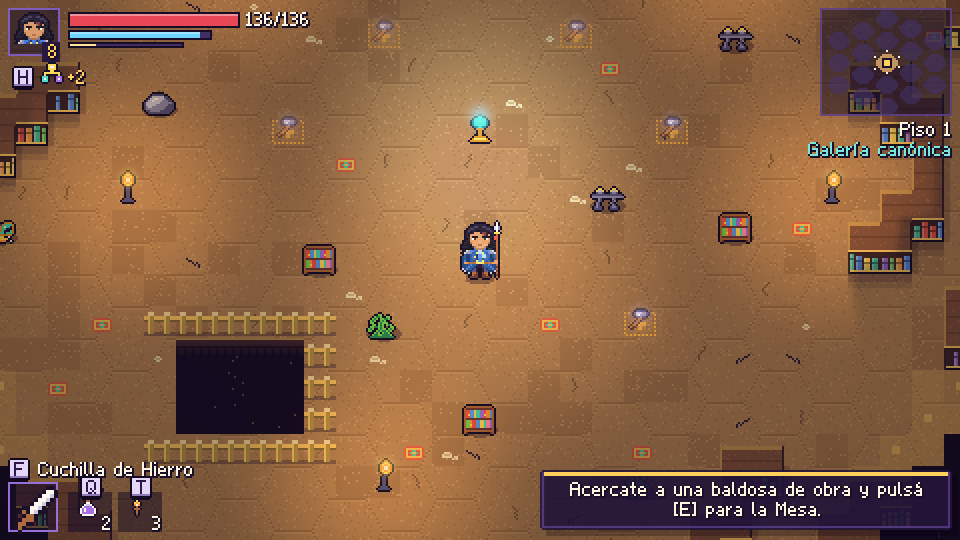 136/136
8
H +2
Piso 1
Galería canónica
F Cuchilla de Hierro
Q T
2 3
Acercate a una baldosa de obra y pulsá
[E] para la Mesa.